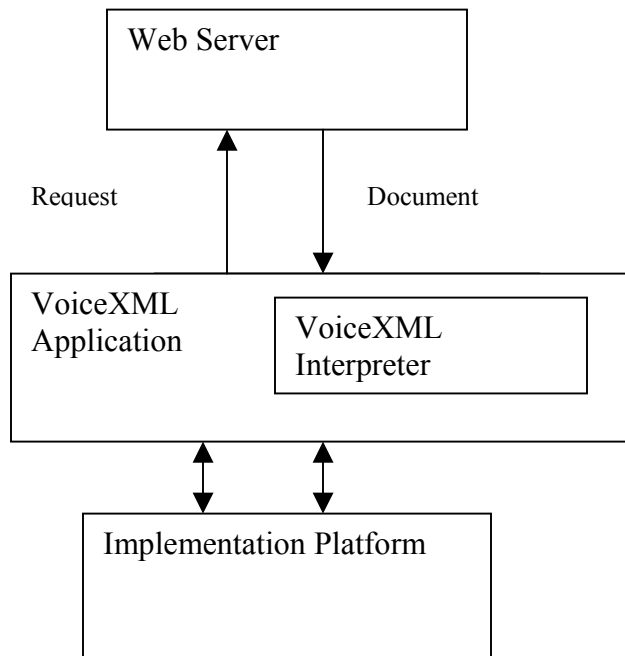 Web Server
Request
Document
VoiceXML
Application
VoiceXML
Interpreter
Implementation Platform